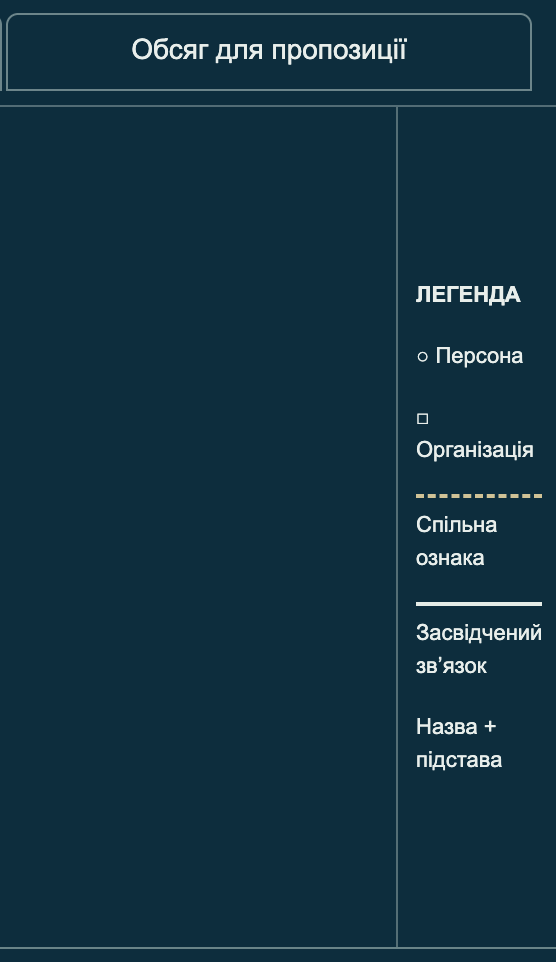 Обсяг для пропозиції
ЛЕГЕНДА
○ Персона
□
Організація
Спільна
ознака
Засвідчений
зв’язок
Назва +
підстава